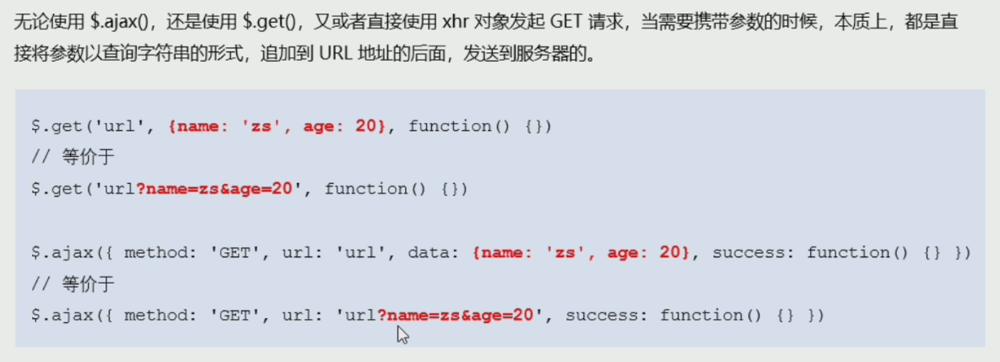 无论使用 $.ajax()，还是使用 $.get()，又或者直接使用 xhr 对象发起 GET 请求，当需要携带参数的时候，本质上，都是直
接将参数以查询字符串的形式，追加到 URL 地址的后面，发送到服务器的。
$.get('url', {name: 'zs', age: 20}, function() {})
// 等价于
$.get('url?name=zs&age=20', function() {})
$.ajax({ method: 'GET', url: 'url', data: {name: 'zs', age: 20}, success: function() {} })
// 等价于
$.ajax({ method: 'GET', url: 'url?name=zs&age=20', success: function() {} })